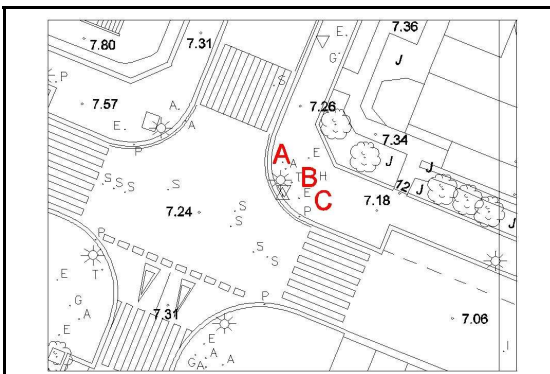 E. 7.36
7.80 7.31 J
G
P S
7.57 A. 7.26
E. A 7.34
P A E J
T B H J
S S S S E C 12 J
7.24 S P 7.18 J
S
P S
E T S
G P
A 7.31 7.06
E E
G A A A I